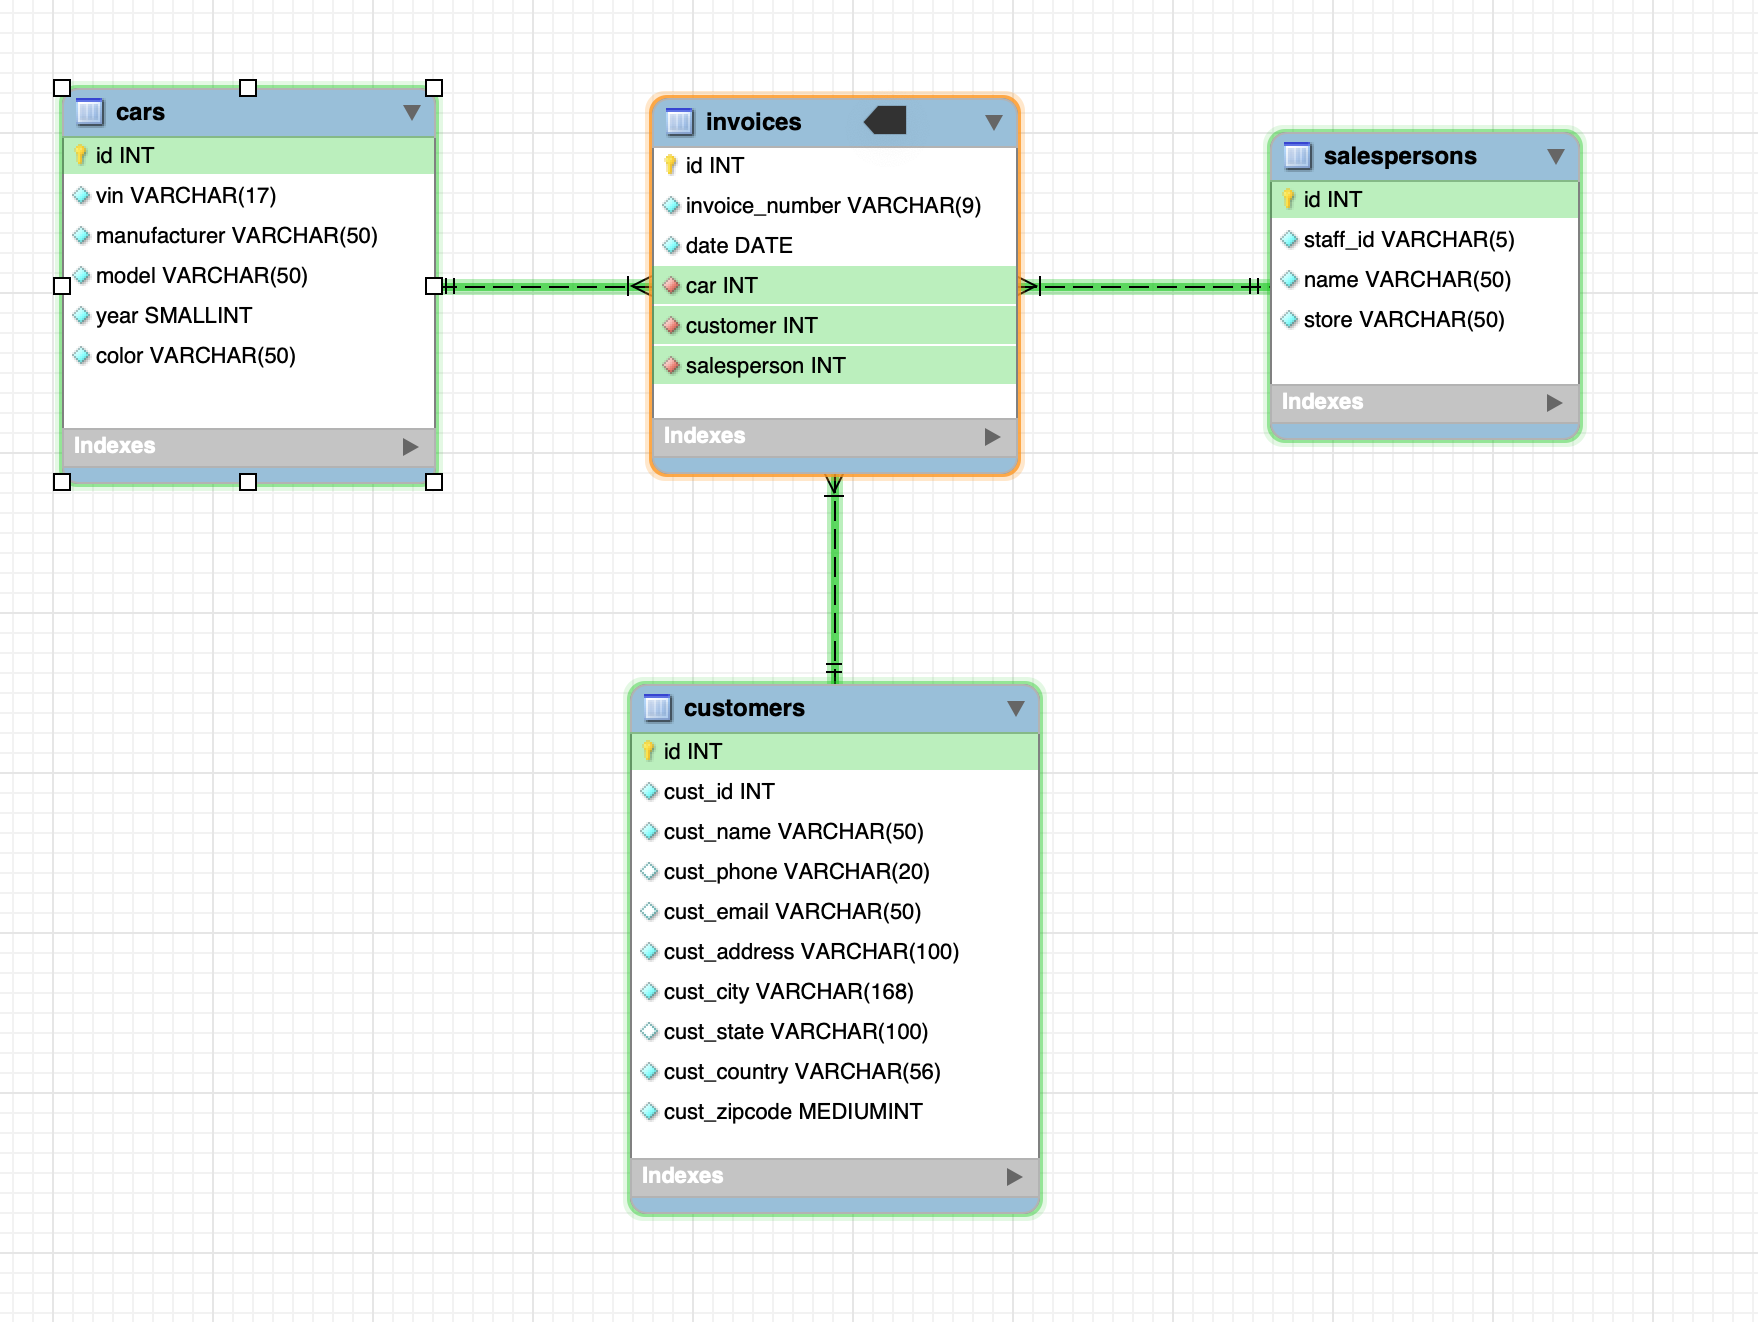 cars
id INT
vin VARCHAR(17)
manufacturer VARCHAR(50)
model VARCHAR(50)
year SMALLINT
color VARCHAR(50)
Indexes
invoices
id INT
invoice_number VARCHAR(9)
date DATE
car INT
customer INT
salesperson INT
Indexes
salespersons
id INT
staff_id VARCHAR(5)
name VARCHAR(50)
store VARCHAR(50)
Indexes
customers
id INT
cust_id INT
cust_name VARCHAR(50)
cust_phone VARCHAR(20)
cust_email VARCHAR(50)
cust_address VARCHAR(100)
cust_city VARCHAR(168)
cust_state VARCHAR(100)
cust_country VARCHAR(56)
cust_zipcode MEDIUMINT
Indexes